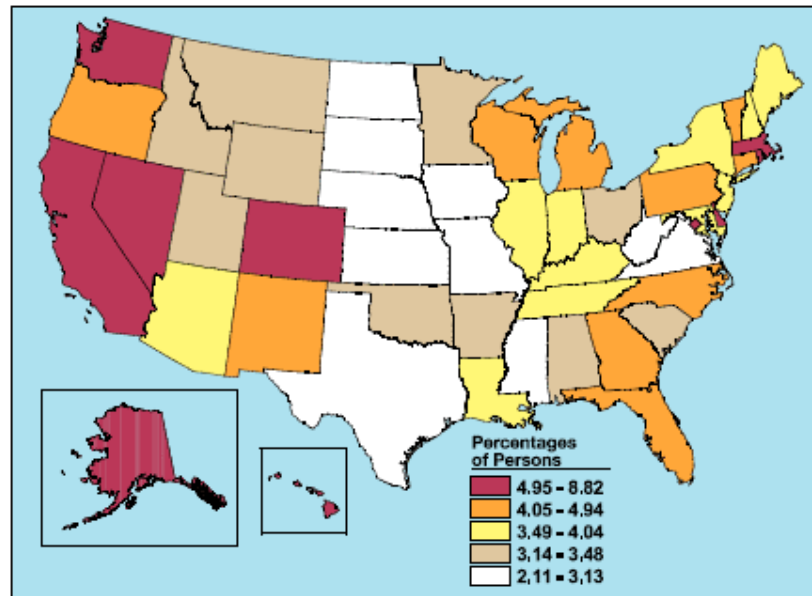 Percentages
of Persons
4.95 - 8.82
4.05 - 4.94
3.49 - 4.04
3,14 - 3,48
2,11 - 3,13